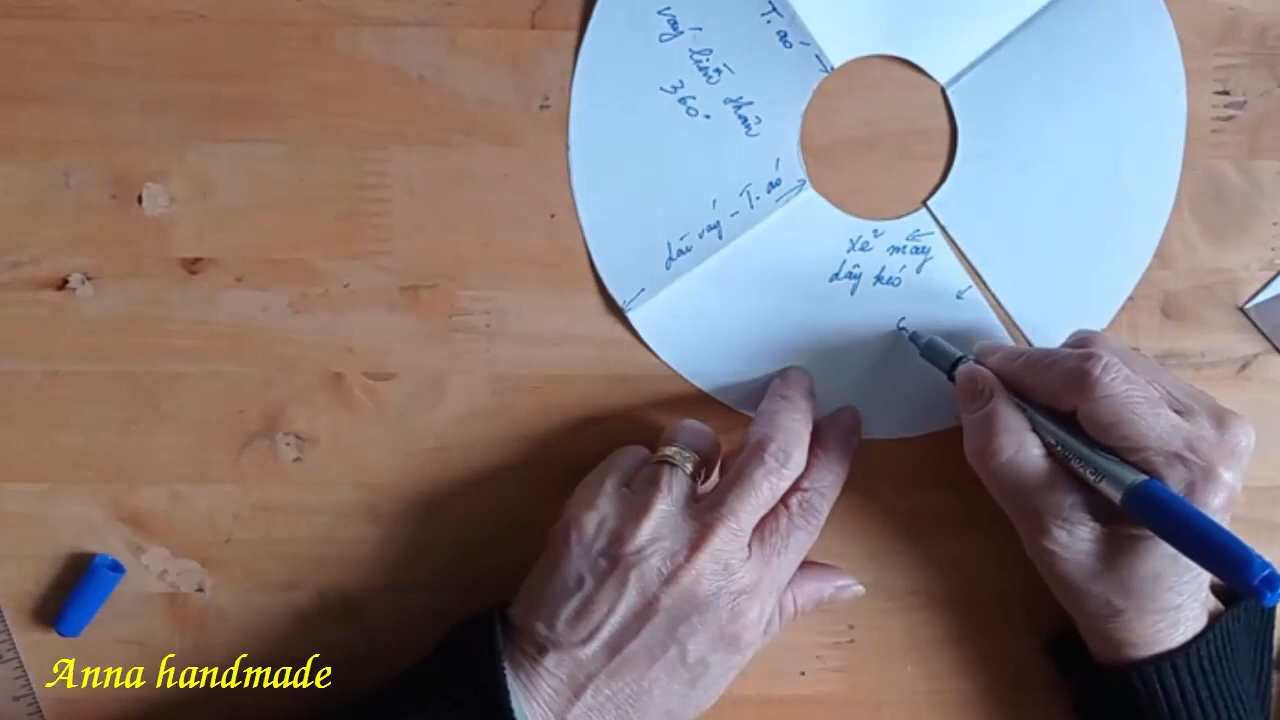 T. áo
váy liền thân
360°
dài váy - T. áo
xẻ may
dây kéo
Anna handmade